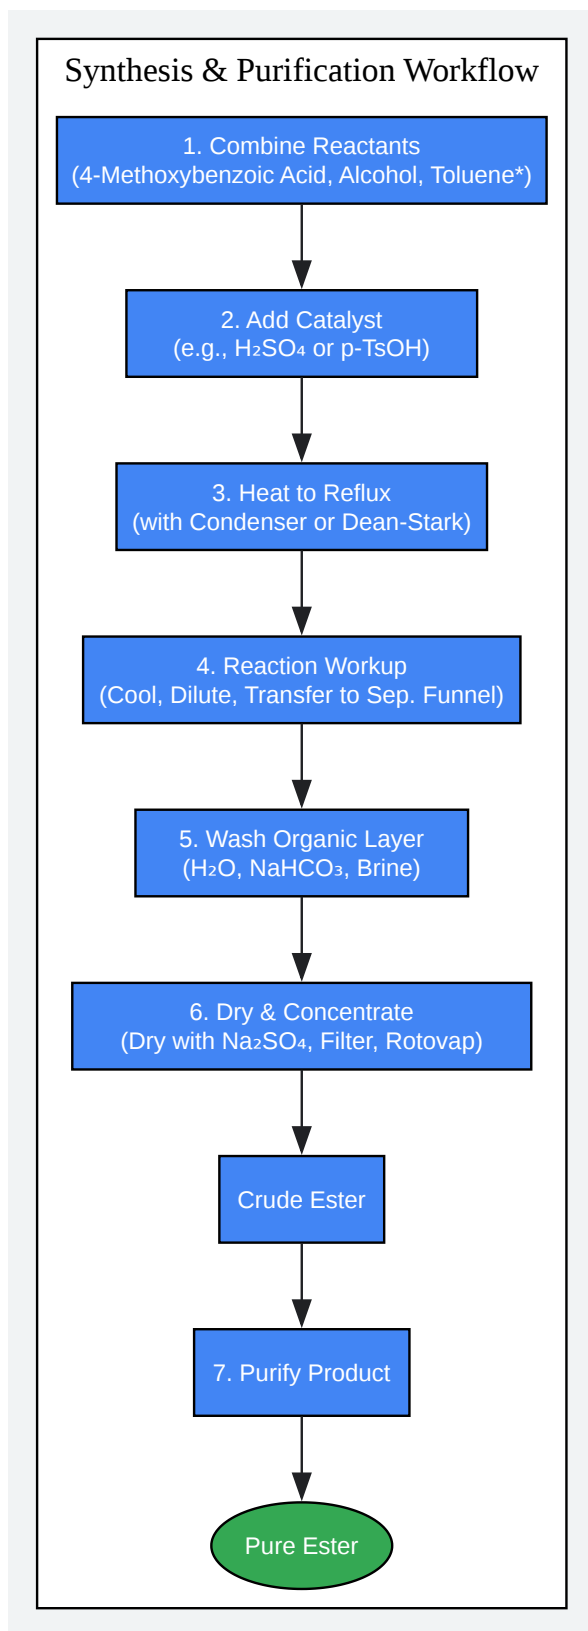 Synthesis & Purification Workflow
1. Combine Reactants
(4-Methoxybenzoic Acid, Alcohol, Toluene*)
2. Add Catalyst
(e.g., H₂SO₄ or p-TsOH)
3. Heat to Reflux
(with Condenser or Dean-Stark)
4. Reaction Workup
(Cool, Dilute, Transfer to Sep. Funnel)
5. Wash Organic Layer
(H₂O, NaHCO₃, Brine)
6. Dry & Concentrate
(Dry with Na₂SO₄, Filter, Rotovap)
Crude Ester
7. Purify Product
Pure Ester